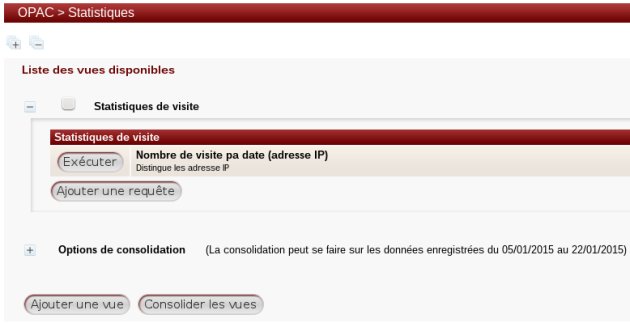 OPAC > Statistiques
Liste des vues disponibles
Statistiques de visite
Statistiques de visite
Exécuter
Nombre de visite pa date (adresse IP)
Distingue les adresse IP
Ajouter une requête
Options de consolidation (La consolidation peut se faire sur les données enregistrées du 05/01/2015 au 22/01/2015)
Ajouter une vue Consolider les vues